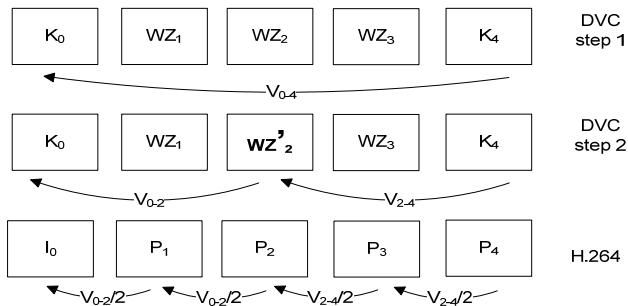 K0 WZ1 WZ2 WZ3 K4 DVC step 1
V0-4
K0 WZ1 WZ’2 WZ3 K4 DVC step 2
V0-2 V2-4
I0 P1 P2 P3 P4 H.264
V0-2/2 V0-2/2 V2-4/2 V2-4/2